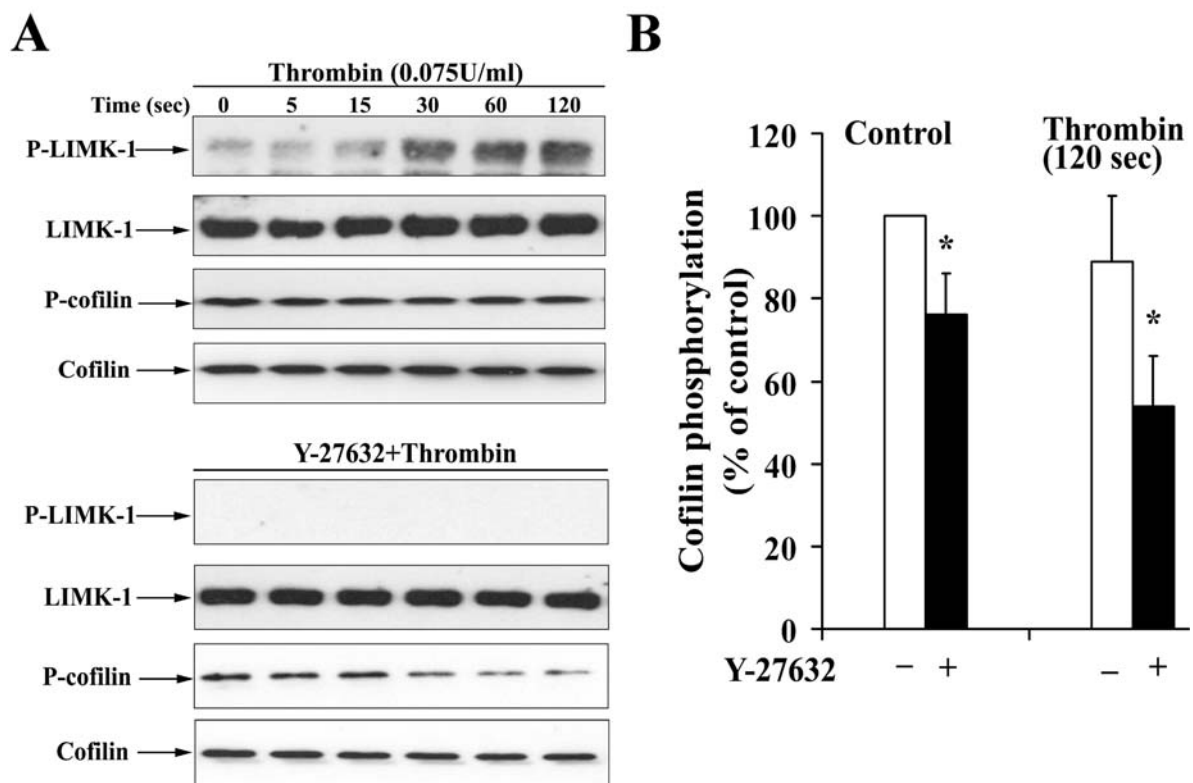 A
Thrombin (0.075U/ml)
Time (sec) 0 5 15 30 60 120
P-LIMK-1
LIMK-1
P-cofilin
Cofilin
Y-27632+Thrombin
P-LIMK-1
LIMK-1
P-cofilin
Cofilin
B
Cofilin phosphorylation
(% of control)
120
100
80
60
40
20
0
Control
Thrombin
(120 sec)
*
*
Y-27632 – + – +